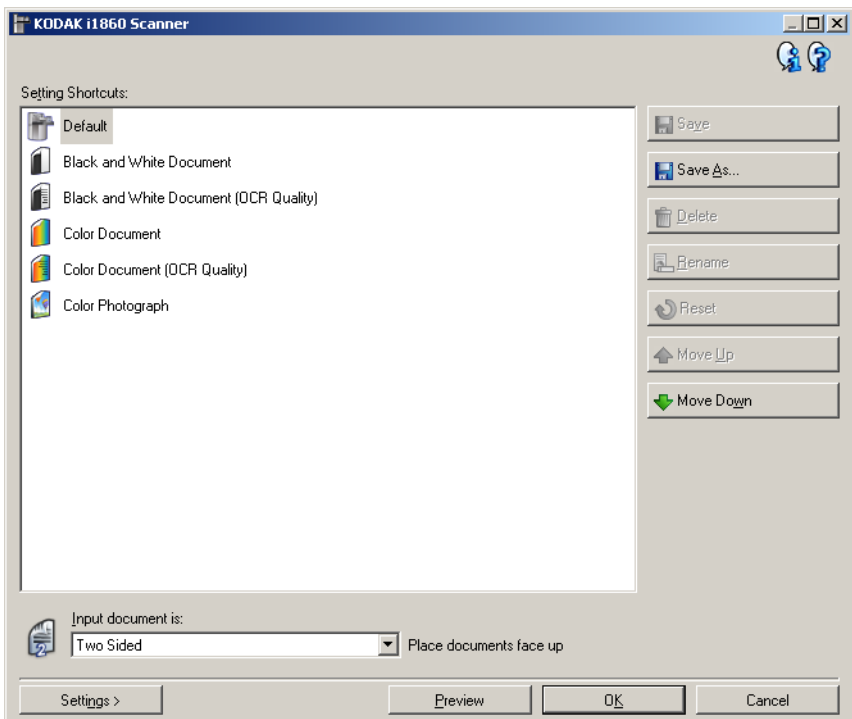 KODAK i1860 Scanner
Setting Shortcuts:
Default
Black and White Document
Black and White Document (OCR Quality)
Color Document
Color Document (OCR Quality)
Color Photograph
Save
Save As...
Delete
Rename
Reset
Move Up
Move Down
Input document is:
Two Sided
Place documents face up
Settings >
Preview
OK
Cancel